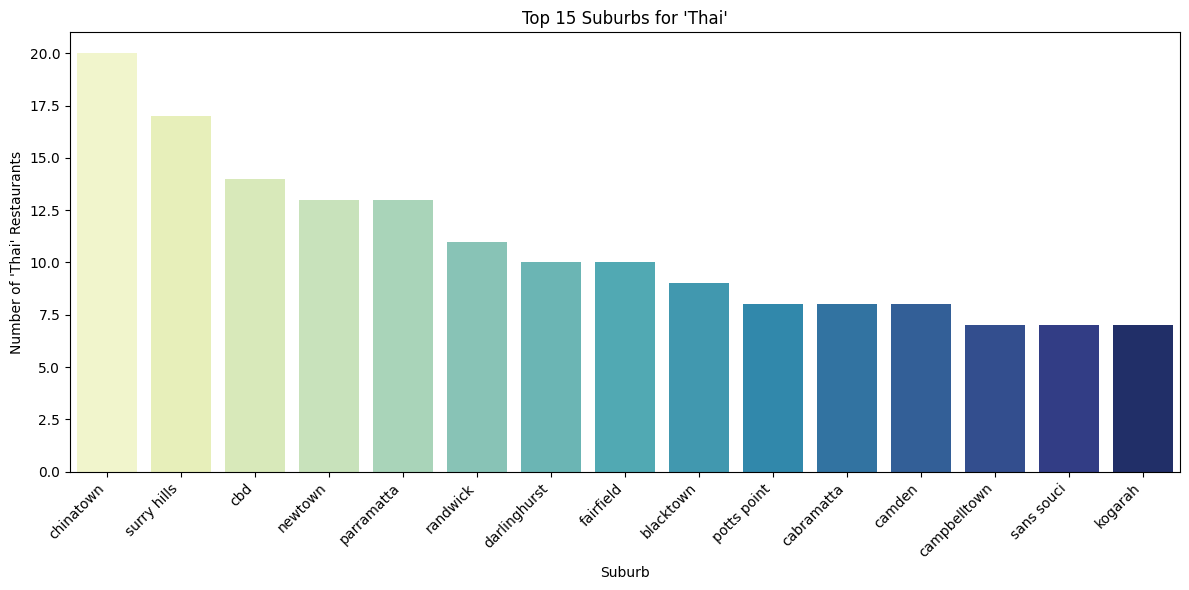 Top 15 Suburbs for 'Thai'
Number of 'Thai' Restaurants
20.0
17.5
15.0
12.5
10.0
7.5
5.0
2.5
0.0
chinatown
surry hills
cbd
newtown
parramatta
randwick
darlinghurst
fairfield
blacktown
potts point
cabramatta
camden
campbelltown
sans souci
kogarah
Suburb